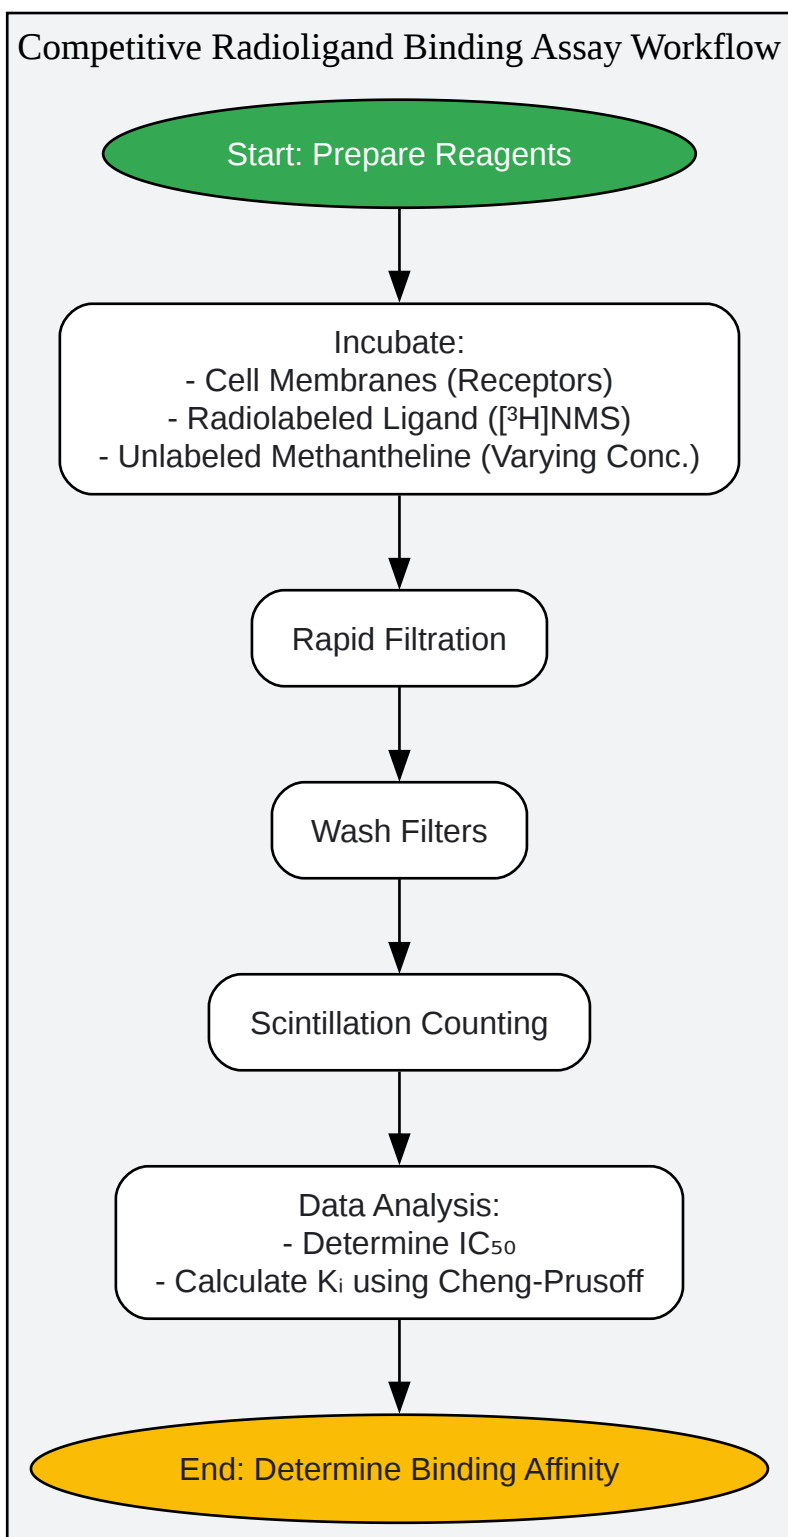 Competitive Radioligand Binding Assay Workflow
Start: Prepare Reagents
Incubate:
- Cell Membranes (Receptors)
- Radiolabeled Ligand ([³H]NMS)
- Unlabeled Methantheline (Varying Conc.)
Rapid Filtration
Wash Filters
Scintillation Counting
Data Analysis:
- Determine IC₅₀
- Calculate Kᵢ using Cheng-Prusoff
End: Determine Binding Affinity